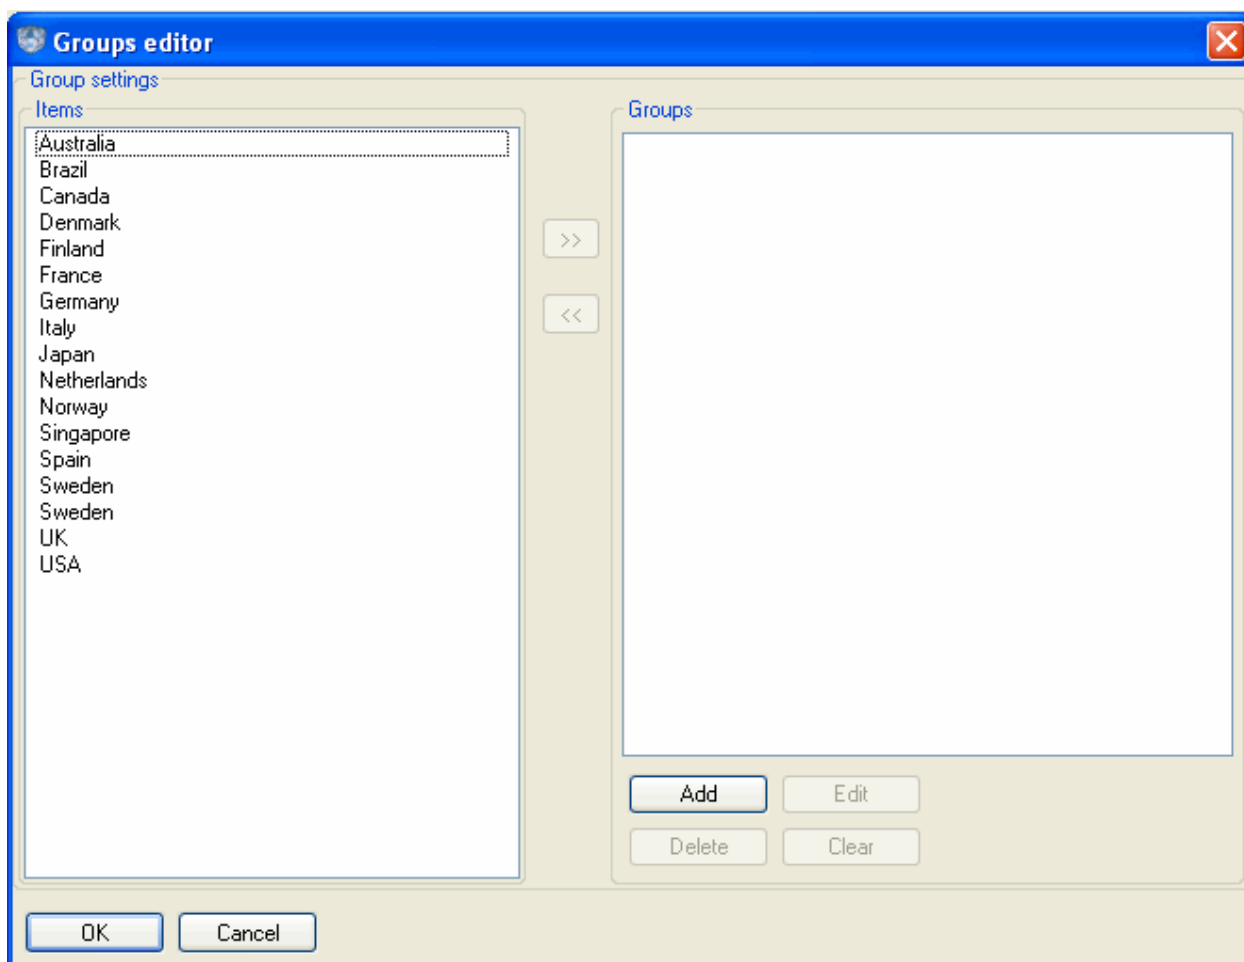 Groups editor
Group settings
Items
Australia
Brazil
Canada
Denmark
Finland
France
Germany
Italy
Japan
Netherlands
Norway
Singapore
Spain
Sweden
Sweden
UK
USA
>>
<<
Groups
Add
Edit
Delete
Clear
OK
Cancel